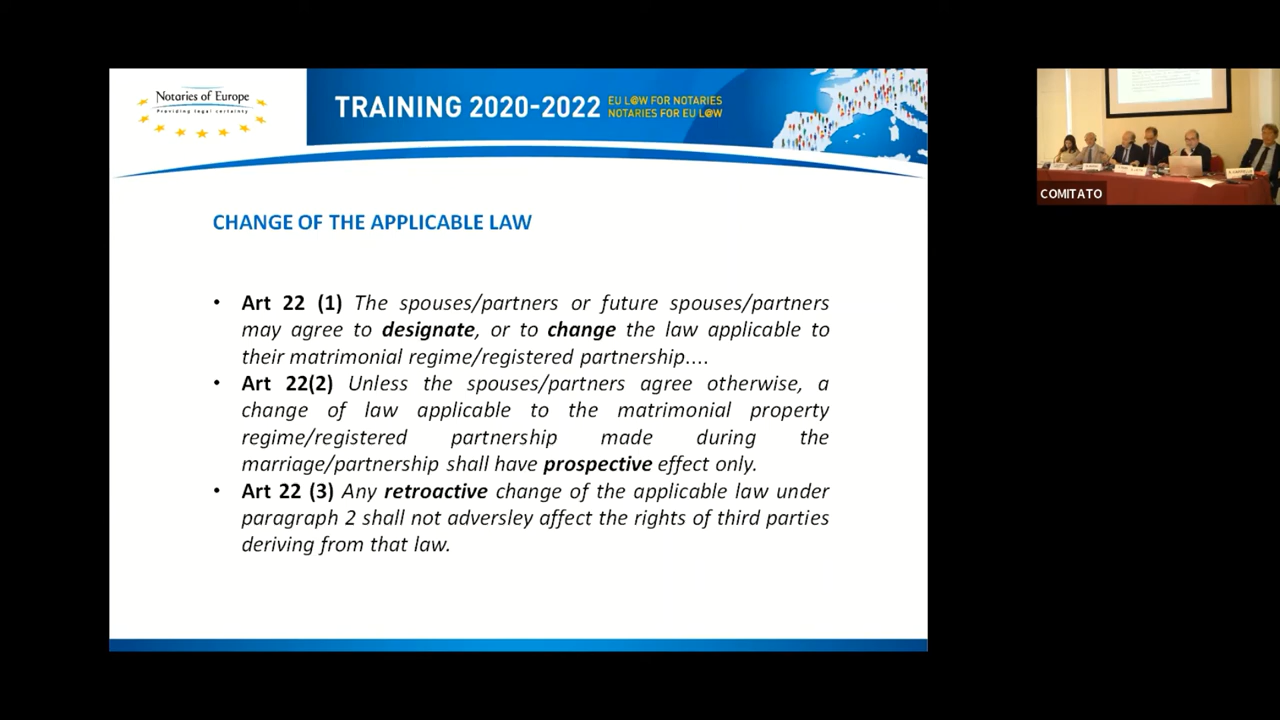 Notaries of Europe
Providing legal certainty
TRAINING 2020-2022
EU L@W FOR NOTARIES
NOTARIES FOR EU L@W
COMITATO
CHANGE OF THE APPLICABLE LAW
• Art 22 (1) The spouses/partners or future spouses/partners
may agree to designate, or to change the law applicable to
their matrimonial regime/registered partnership....
• Art 22(2) Unless the spouses/partners agree otherwise, a
change of law applicable to the matrimonial property
regime/registered partnership made during the
marriage/partnership shall have prospective effect only.
• Art 22 (3) Any retroactive change of the applicable law under
paragraph 2 shall not adversley affect the rights of third parties
deriving from that law.